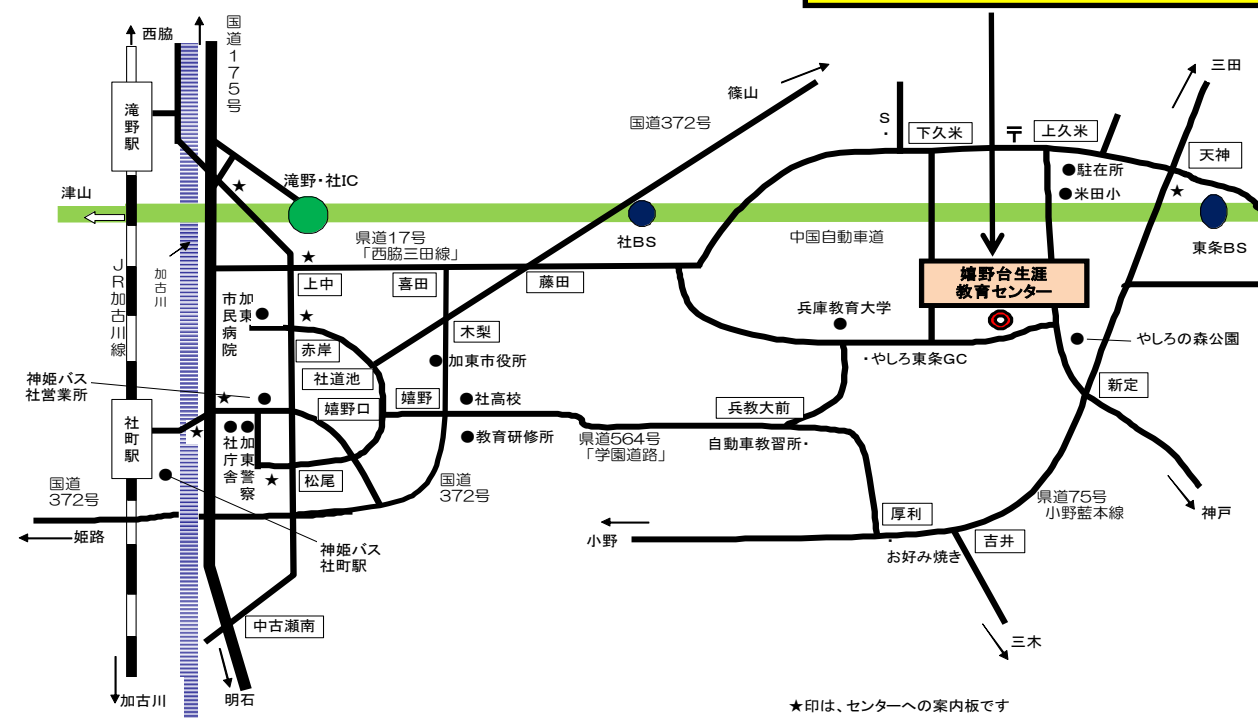 西脇
国道175号
滝野駅
津山
滝野・社IC
篠山
国道372号
S
・
下久米
〒
上久米
三田
天神
駐在所
米田小
社BS
中国自動車道
東条BS
県道17号
「西脇三田線」
JR加古川線
加古川
上中
喜田
藤田
嬉野台生涯
教育センター
加東
市民病院
兵庫教育大学
木梨
赤岸
・やしろ東条GC
やしろの森公園
加東市役所
社道池
神姫バス
社営業所
嬉野口
嬉野
社高校
兵教大前
新定
社町駅
社庁舎
加東警察
教育研修所
県道564号
「学園道路」
自動車教習所・
松尾
国道
372号
国道
372号
県道75号
小野藍本線
神戸
姫路
神姫バス
社町駅
小野
厚利
・
お好み焼き
吉井
中古瀬南
三木
加古川
明石
★印は、センターへの案内板です